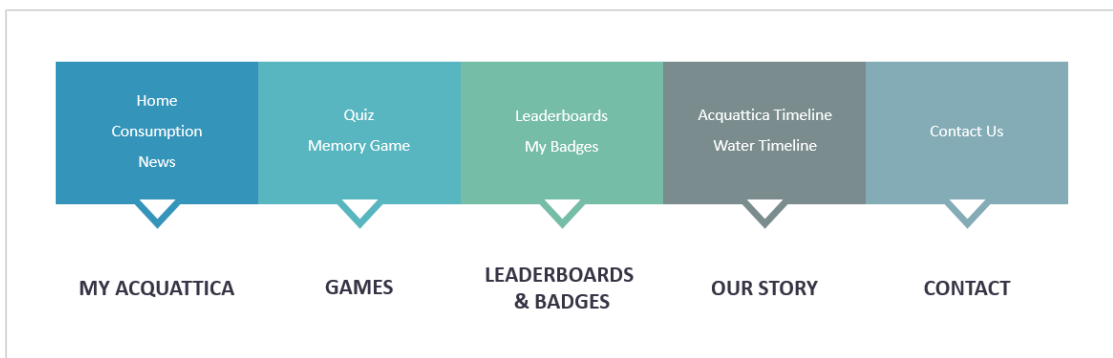 Home
Consumption
News
Quiz
Memory Game
Leaderboards
My Badges
Acquattica Timeline
Water Timeline
Contact Us
MY ACQUATTICA
GAMES
LEADERBOARDS
& BADGES
OUR STORY
CONTACT